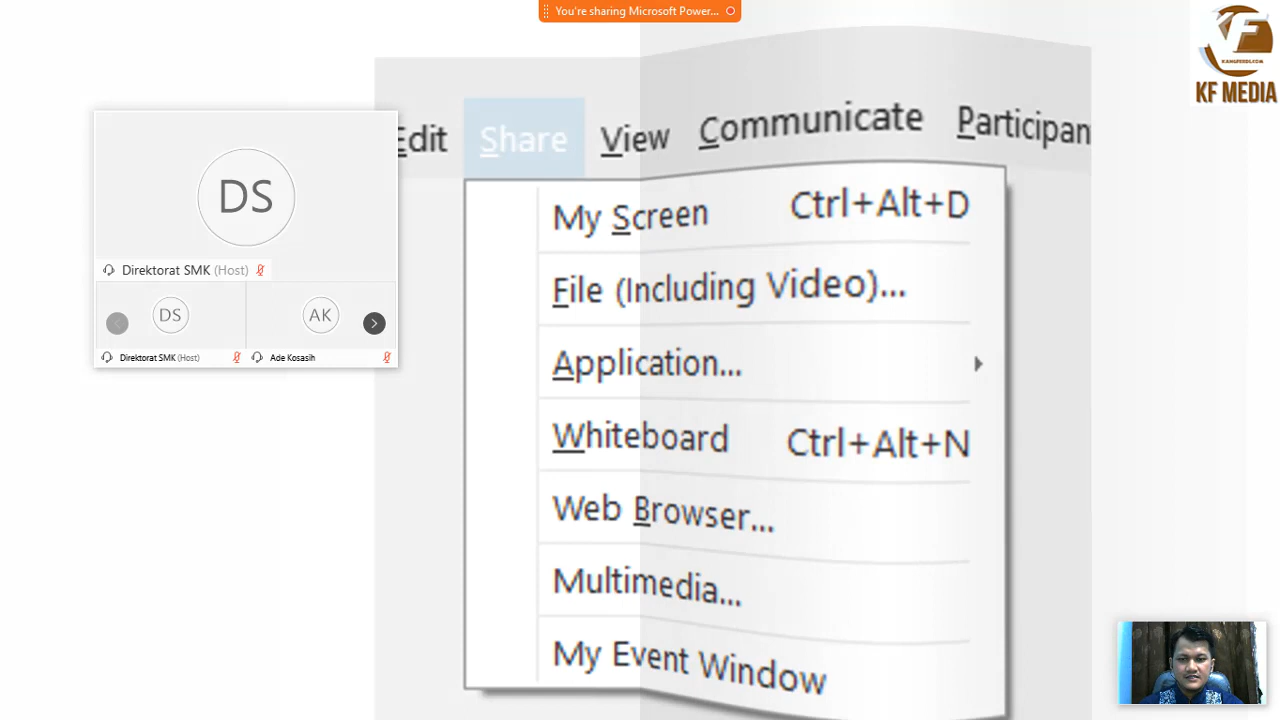 You're sharing Microsoft Power...
KANGFERDI.COM
KF MEDIA
Edit Share View Communicate Participan
DS
Direktorat SMK (Host)
DS
AK
Direktorat SMK (Host)
Ade Kosasih
My Screen Ctrl+Alt+D
File (Including Video)...
Application...
Whiteboard Ctrl+Alt+N
Web Browser...
Multimedia...
My Event Window